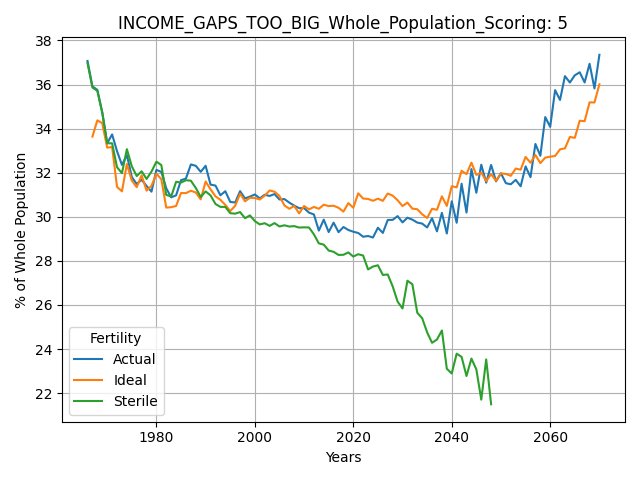 INCOME_GAPS_TOO_BIG_Whole_Population_Scoring: 5
% of Whole Population
38
36
34
32
30
28
26
24
22
Fertility
Actual
Ideal
Sterile
1980 2000 2020 2040 2060
Years